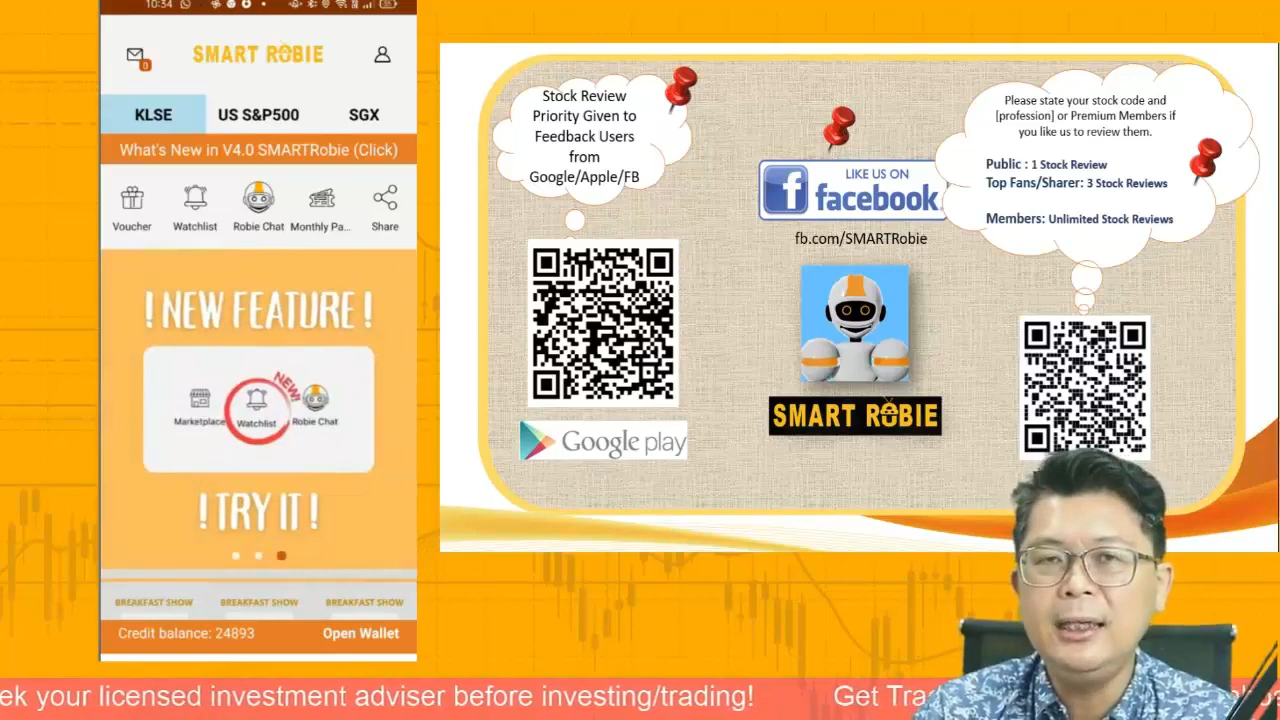 10:34
0
SMART ROBIE
KLSE
US S&P500
SGX
What's New in V4.0 SMARTRobie (Click)
Voucher
Watchlist
Robie Chat
Monthly Pa...
Share
! NEW FEATURE !
NEW!
Marketplace
Watchlist
Robie Chat
! TRY IT !
BREAKFAST SHOW
BREAKFAST SHOW
BREAKFAST SHOW
Credit balance: 24893
Open Wallet
Stock Review
Priority Given to
Feedback Users
from
Google/Apple/FB
Google play
LIKE US ON
facebook
fb.com/SMARTRobie
SMART ROBIE
Please state your stock code and
[profession] or Premium Members if
you like us to review them.
Public : 1 Stock Review
Top Fans/Sharer: 3 Stock Reviews
Members: Unlimited Stock Reviews
ek your licensed investment adviser before investing/trading!
Get Tra